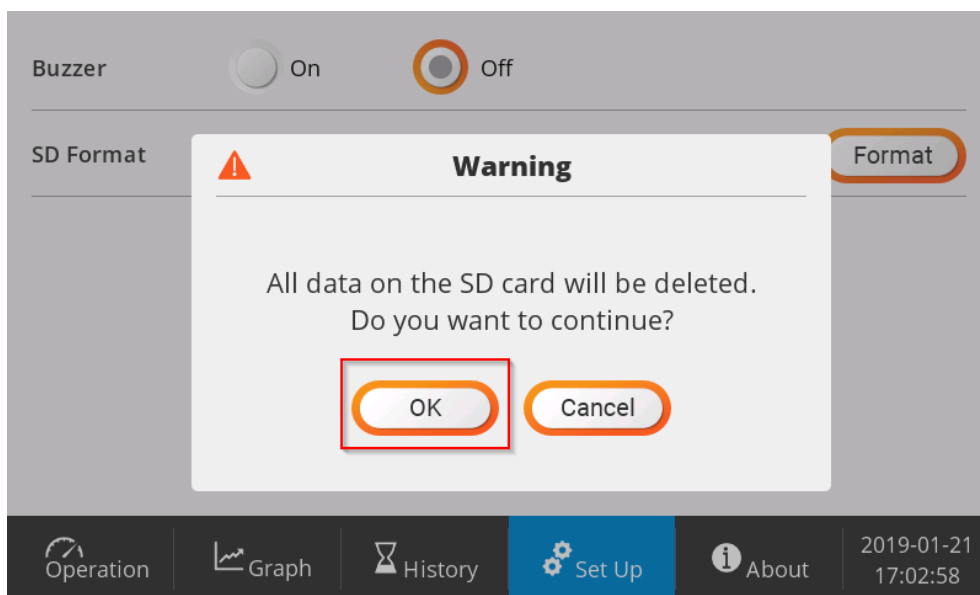 Buzzer On Off
SD Format Format
Warning
All data on the SD card will be deleted.
Do you want to continue?
OK Cancel
Operation Graph History Set Up About 2019-01-21
17:02:58